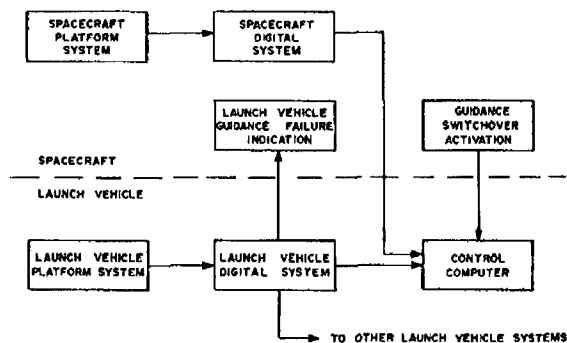 SPACECRAFT
PLATFORM
SYSTEM
SPACECRAFT
DIGITAL
SYSTEM
LAUNCH VEHICLE
GUIDANCE FAILURE
INDICATION
GUIDANCE
SWITCHOVER
ACTIVATION
SPACECRAFT
LAUNCH VEHICLE
LAUNCH VEHICLE
PLATFORM SYSTEM
LAUNCH VEHICLE
DIGITAL SYSTEM
CONTROL
COMPUTER
TO OTHER LAUNCH VEHICLE SYSTEMS